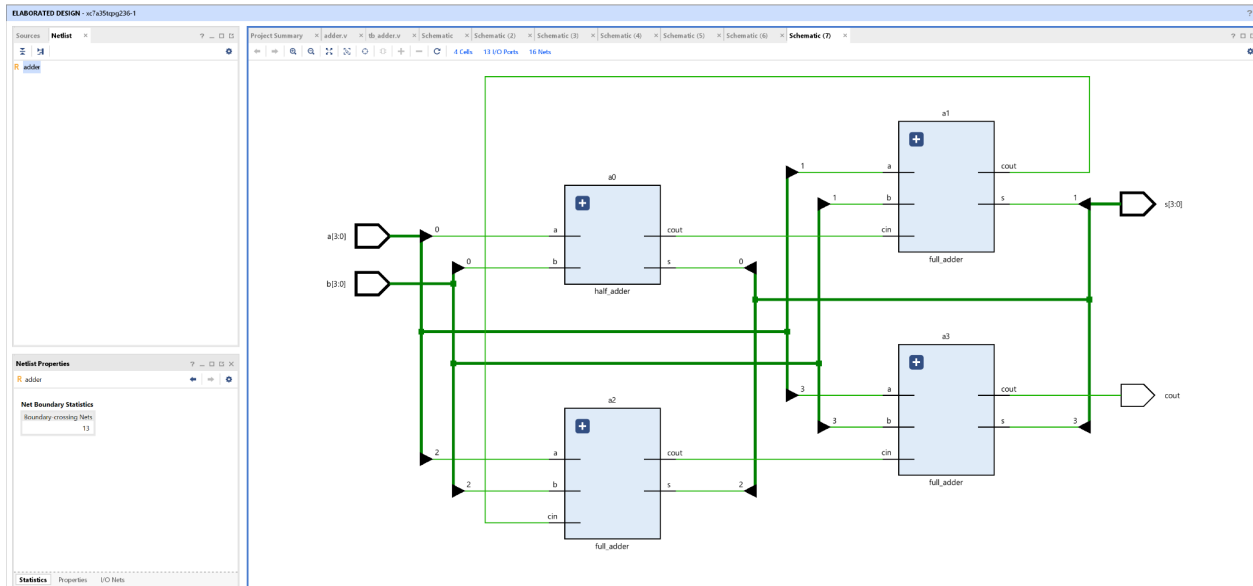 ELABORATED DESIGN - xc7a35tcpg236-1 ?
Sources Netlist × ? _ □ □
R adder
Netlist Properties ? _ □ □ ×
R adder
Net Boundary Statistics
Boundary-crossing Nets
13
Statistics Properties I/O Nets
Project Summary × adder.v × tb_adder.v × Schematic × Schematic (2) × Schematic (3) × Schematic (4) × Schematic (5) × Schematic (6) × Schematic (7) × ? □ □
4 Cells 13 I/O Ports 16 Nets
a1
1 a cout
1 b s 1 s[3:0]
cin
full_adder
a0
a[3:0] 0 a cout
b[3:0] 0 b s 0
half_adder
a3
3 a cout cout
3 b s 3
cin
full_adder
a2
2 a cout
2 b s 2
cin
full_adder